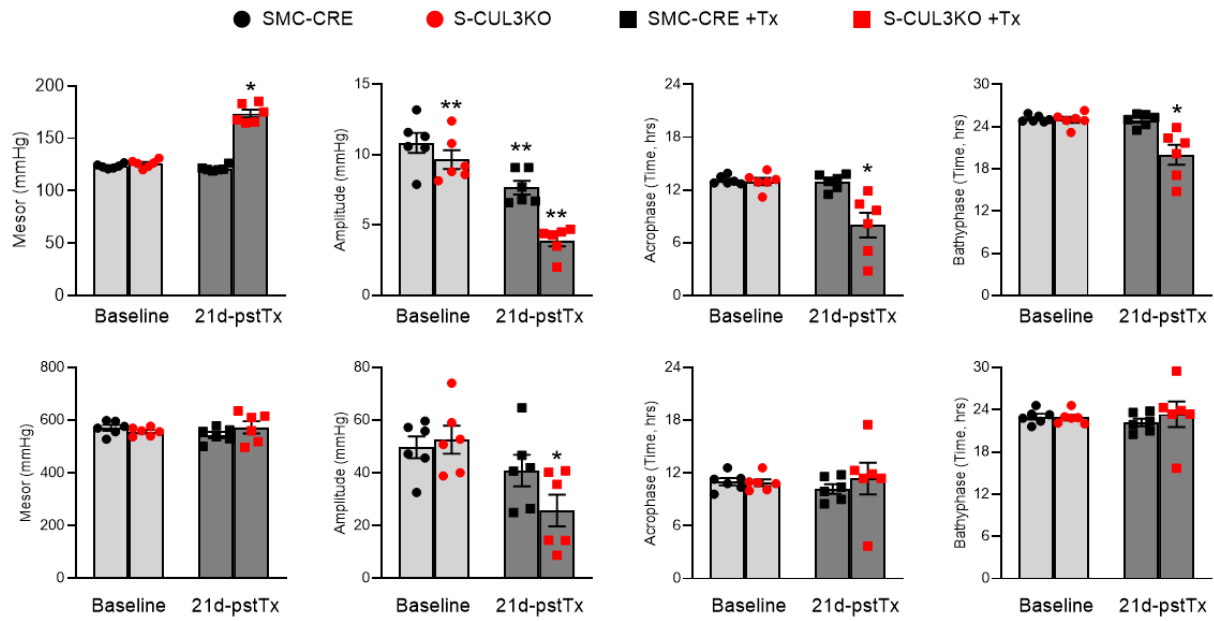 SMC-CRE S-CUL3KO SMC-CRE +Tx S-CUL3KO +Tx
Mesor (mmHg)
200
150
100
50
0
*
Baseline 21d-pstTx
Amplitude (mmHg)
15
10
5
0
**
**
**
Baseline 21d-pstTx
Acrophase (Time, hrs)
24
18
12
6
0
*
Baseline 21d-pstTx
Bathyphase (Time, hrs)
30
24
18
12
6
0
*
Baseline 21d-pstTx
Mesor (mmHg)
800
600
400
200
0
Baseline 21d-pstTx
Amplitude (mmHg)
80
60
40
20
0
*
Baseline 21d-pstTx
Acrophase (Time, hrs)
24
18
12
6
0
Baseline 21d-pstTx
Bathyphase (Time, hrs)
30
24
18
12
6
0
Baseline 21d-pstTx